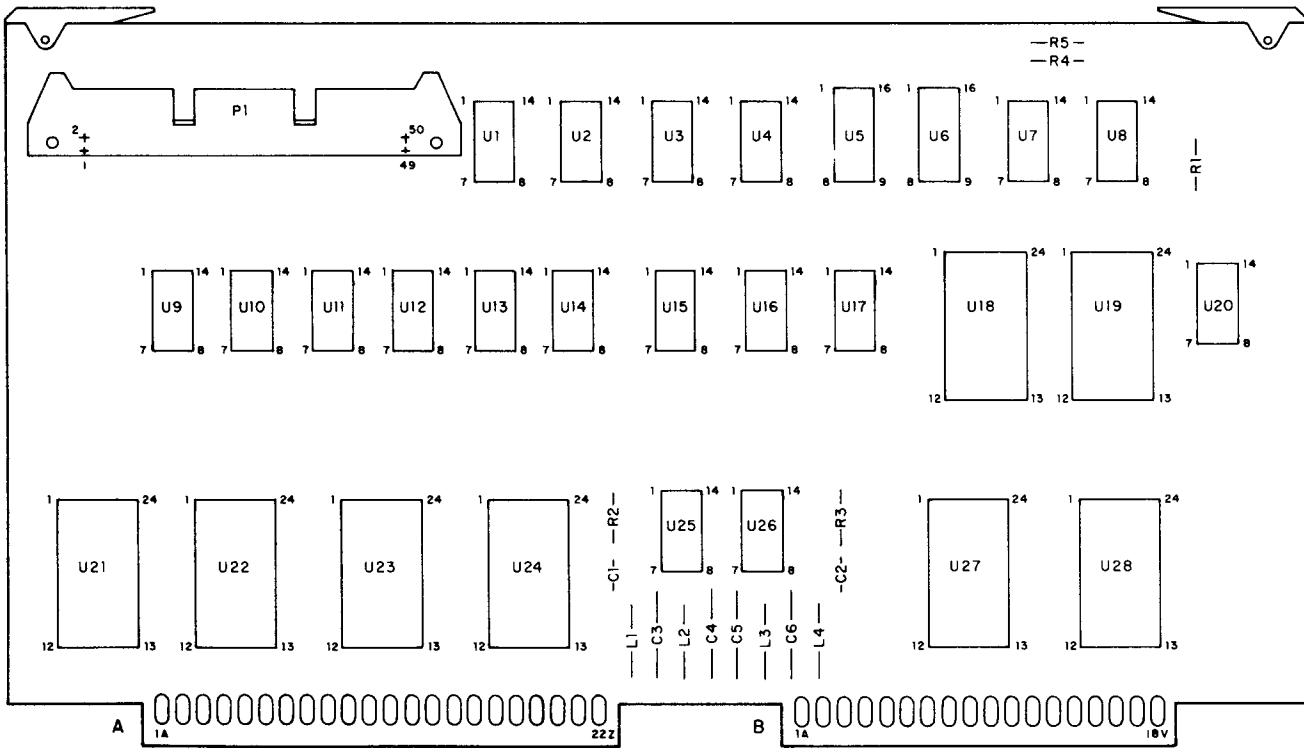 —R5—
—R4—
P1
2 50
1 49
1 14 1 14 1 14 1 14 1 16 1 16 1 14 1 14
U1 U2 U3 U4 U5 U6 U7 U8
7 8 7 8 7 8 7 8 8 9 8 9 7 8 7 8
—R1—
1 24 1 24
1 14 1 14 1 14 1 14 1 14 1 14 1 14 1 14 1 14 1 14
U9 U10 U11 U12 U13 U14 U15 U16 U17 U18 U19 U20
7 8 7 8 7 8 7 8 7 8 7 8 7 8 7 8 7 8 7 8
12 13 12 13
1 24 1 24 1 24 1 24 1 14 1 14 1 24 1 24
—R2— U25 U26 —R3—
U21 U22 U23 U24 -C1- 7 8 7 8 -C2- U27 U28
—L1— —C3— —L2— —C4— —C5— —L3— —C6— —L4—
12 13 12 13 12 13 12 13 12 13 12 13
A 1A 22Z B 1A 18V